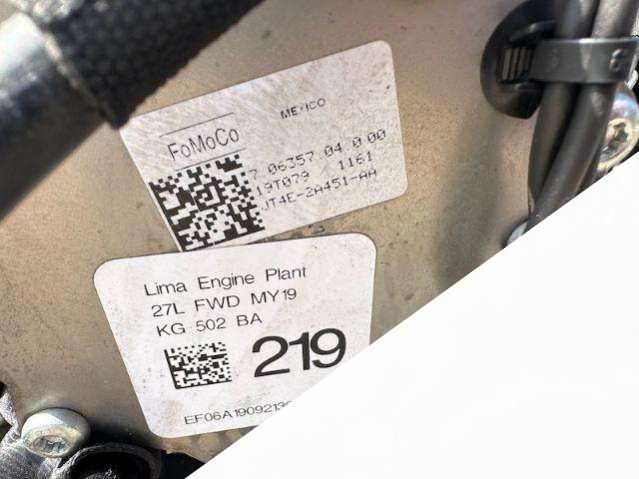 MEXICO
FoMoCo
7 06357 04 0.00
19T079 1161
JT4E-2A451-AA
Lima Engine Plant
27L FWD MY19
KG 502 BA
219